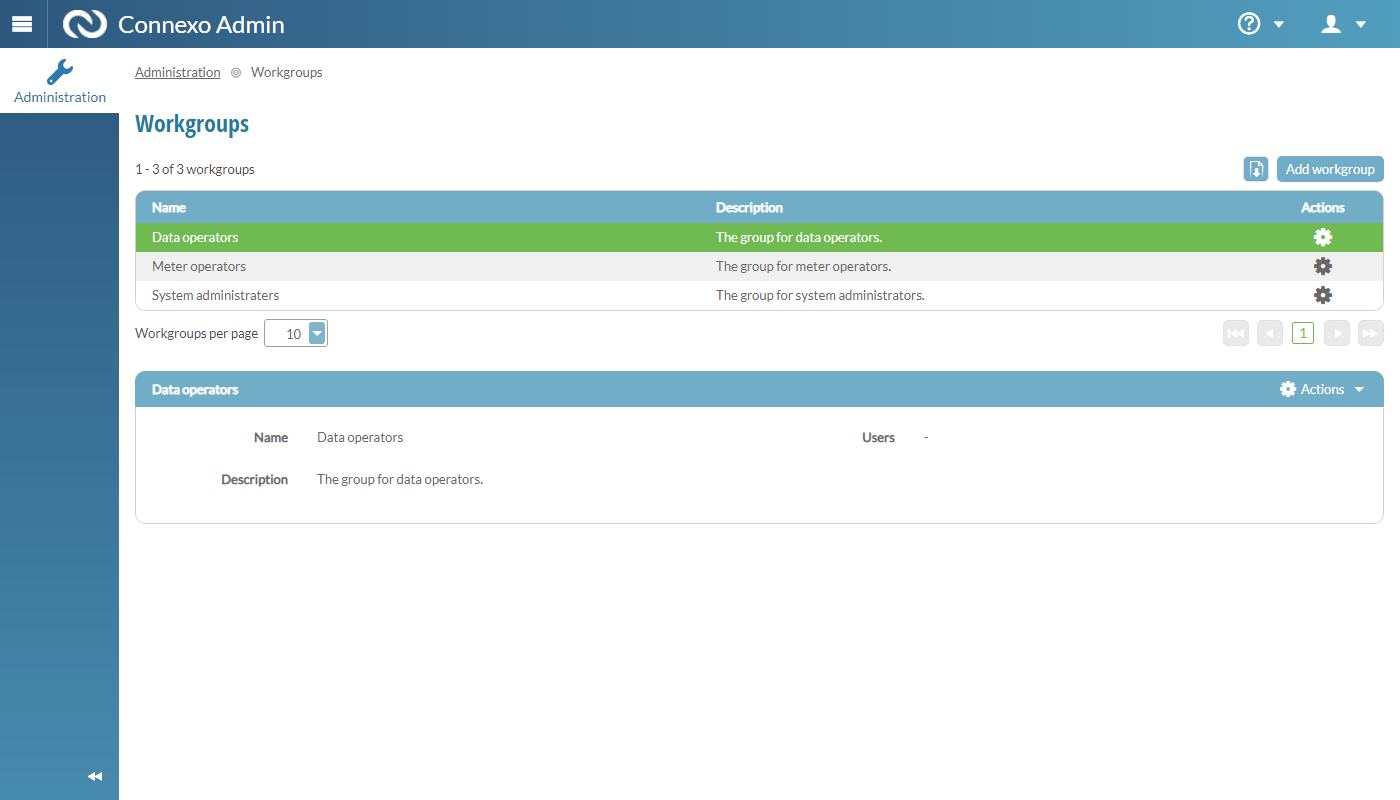 Connexo Admin
Administration
Administration Workgroups
Workgroups
1 - 3 of 3 workgroups Add workgroup
Name Description Actions
Data operators The group for data operators.
Meter operators The group for meter operators.
System administraters The group for system administrators.
Workgroups per page 10 1
Data operators Actions
Name Data operators Users -
Description The group for data operators.